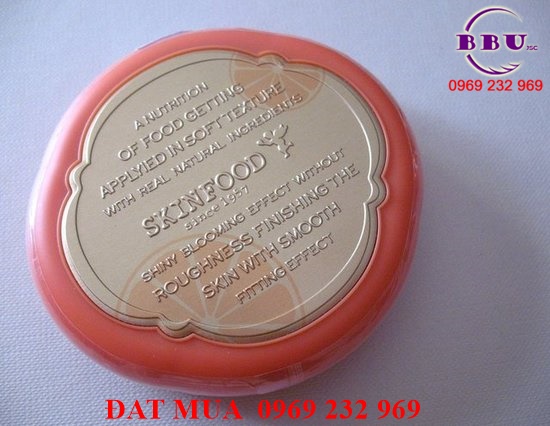 BBU JSC
0969 232 969
A NUTRITION
OF FOOD GETTING
APPLYIED IN SOFT TEXTURE
WITH REAL NATURAL INGREDIENTS
SKINFOOD
since 1957
SHINY BLOOMING EFFECT WITHOUT
ROUGHNESS FINISHING THE
SKIN WITH SMOOTH
FITTING EFFECT
ĐAT MUA 0969 232 969